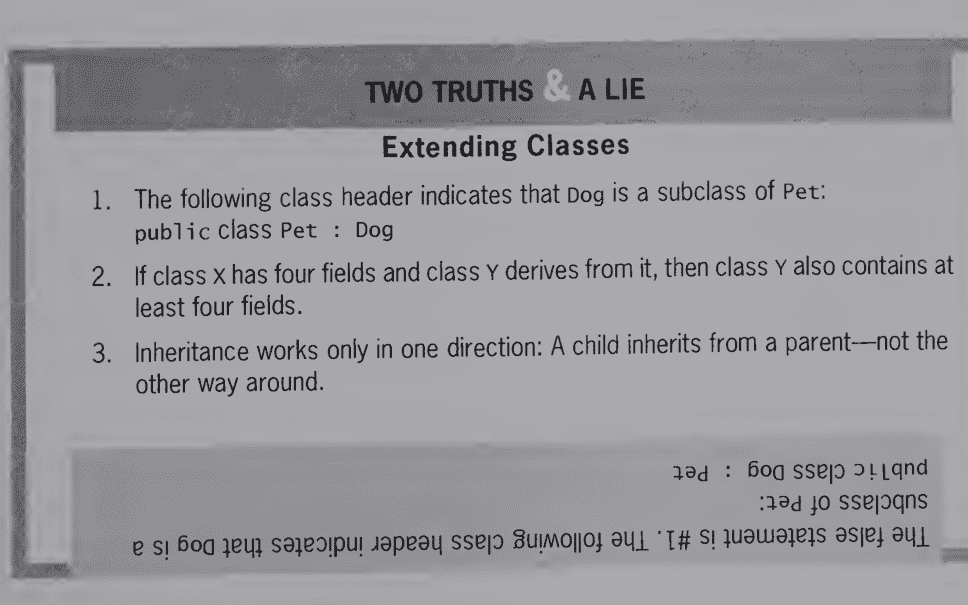 TWO TRUTHS & A LIE
Extending Classes
1. The following class header indicates that Dog is a subclass of Pet:
public class Pet : Dog
2. If class X has four fields and class Y derives from it, then class Y also contains at
least four fields.
3. Inheritance works only in one direction: A child inherits from a parent—not the
other way around.
The false statement is #1. The following class header indicates that Dog is a
subclass of Pet:
public class Dog : Pet